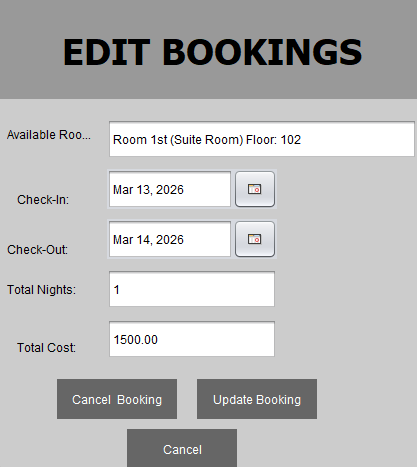 EDIT BOOKINGS
Available Roo...
Room 1st (Suite Room) Floor: 102
Check-In:
Mar 13, 2026
Check-Out:
Mar 14, 2026
Total Nights:
1
Total Cost:
1500.00
Cancel  Booking
Update Booking
Cancel